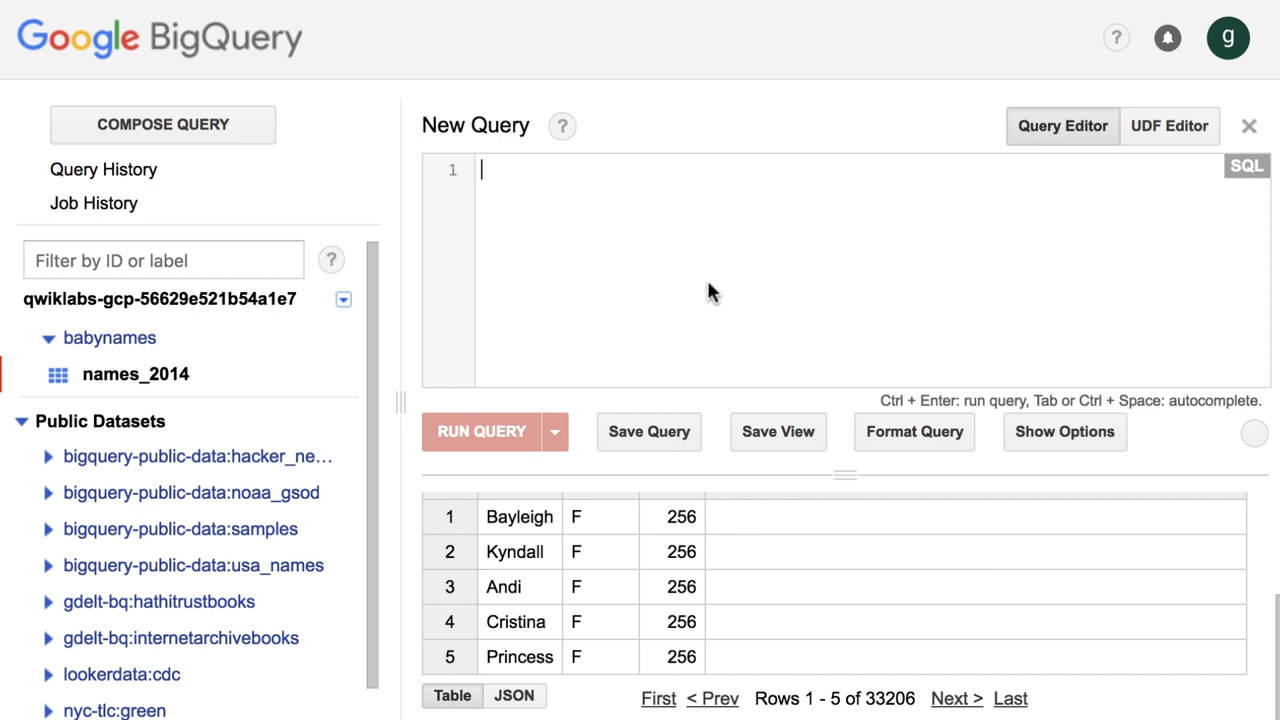 Google BigQuery
? g
COMPOSE QUERY
Query History
Job History
Filter by ID or label ?
qwiklabs-gcp-56629e521b54a1e7
babynames
names_2014
Public Datasets
bigquery-public-data:hacker_ne...
bigquery-public-data:noaa_gsod
bigquery-public-data:samples
bigquery-public-data:usa_names
gdelt-bq:hathitrustbooks
gdelt-bq:internetarchivebooks
lookerdata:cdc
nyc-tlc:green
New Query ? Query Editor UDF Editor
1 SQL
Ctrl + Enter: run query, Tab or Ctrl + Space: autocomplete.
RUN QUERY Save Query Save View Format Query Show Options
1 Bayleigh F 256
2 Kyndall F 256
3 Andi F 256
4 Cristina F 256
5 Princess F 256
Table JSON First < Prev Rows 1 - 5 of 33206 Next > Last